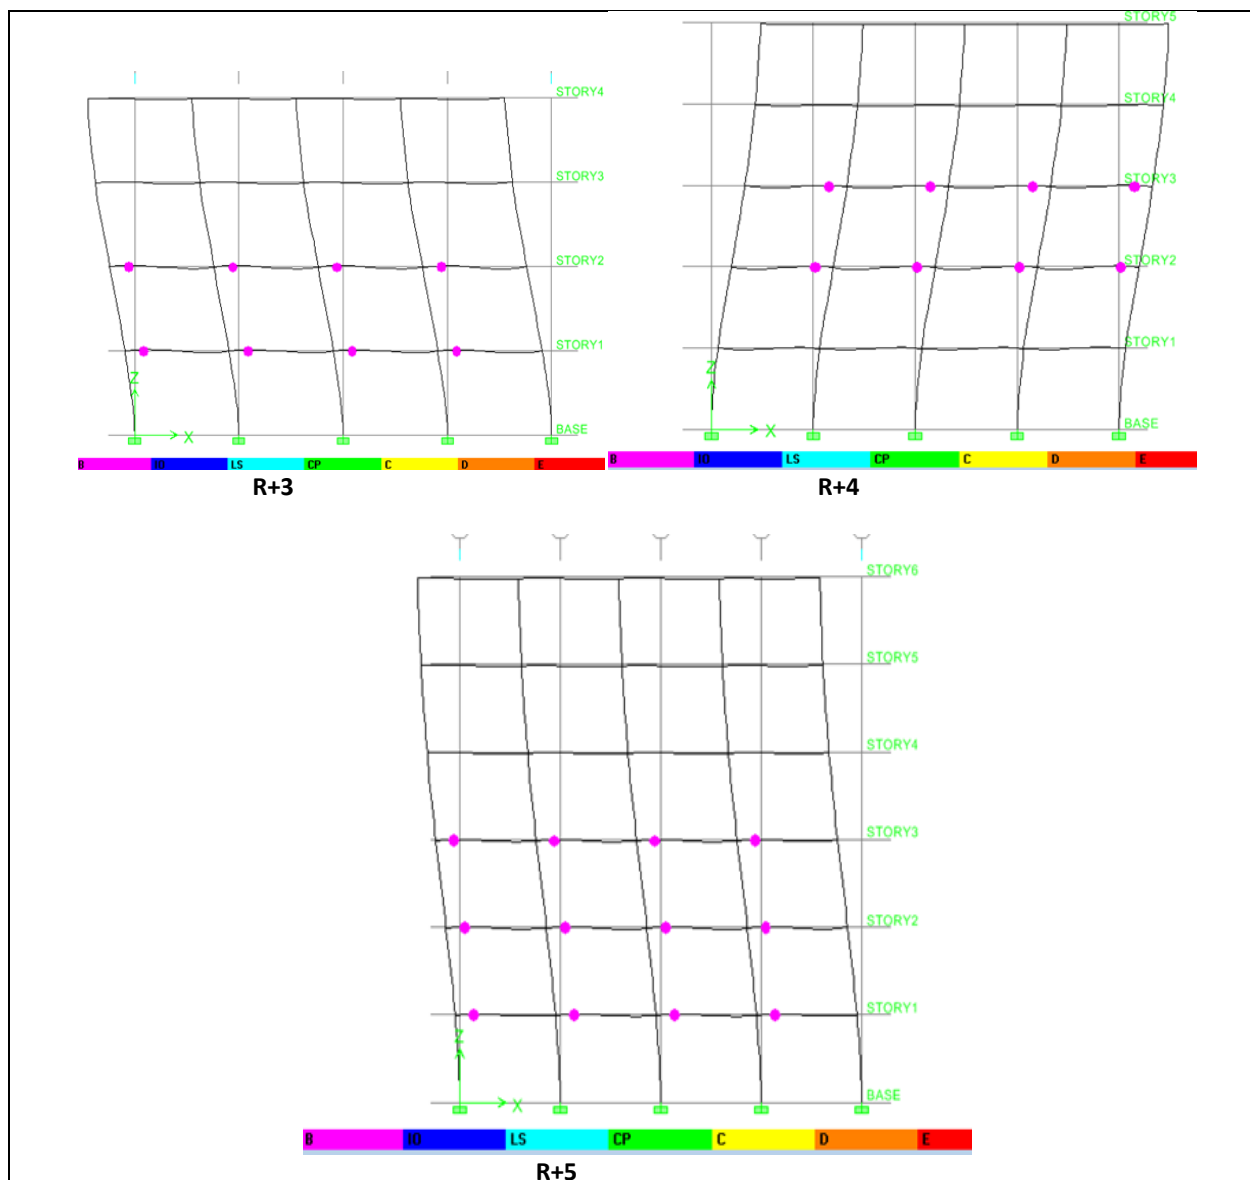 STORY4
STORY3
STORY2
STORY1
Z
X
BASE
B IO LS CP C D E
R+3
STORY5
STORY4
STORY3
STORY2
STORY1
Z
X
BASE
B IO LS CP C D E
R+4
STORY6
STORY5
STORY4
STORY3
STORY2
STORY1
Z
X
BASE
B IO LS CP C D E
R+5